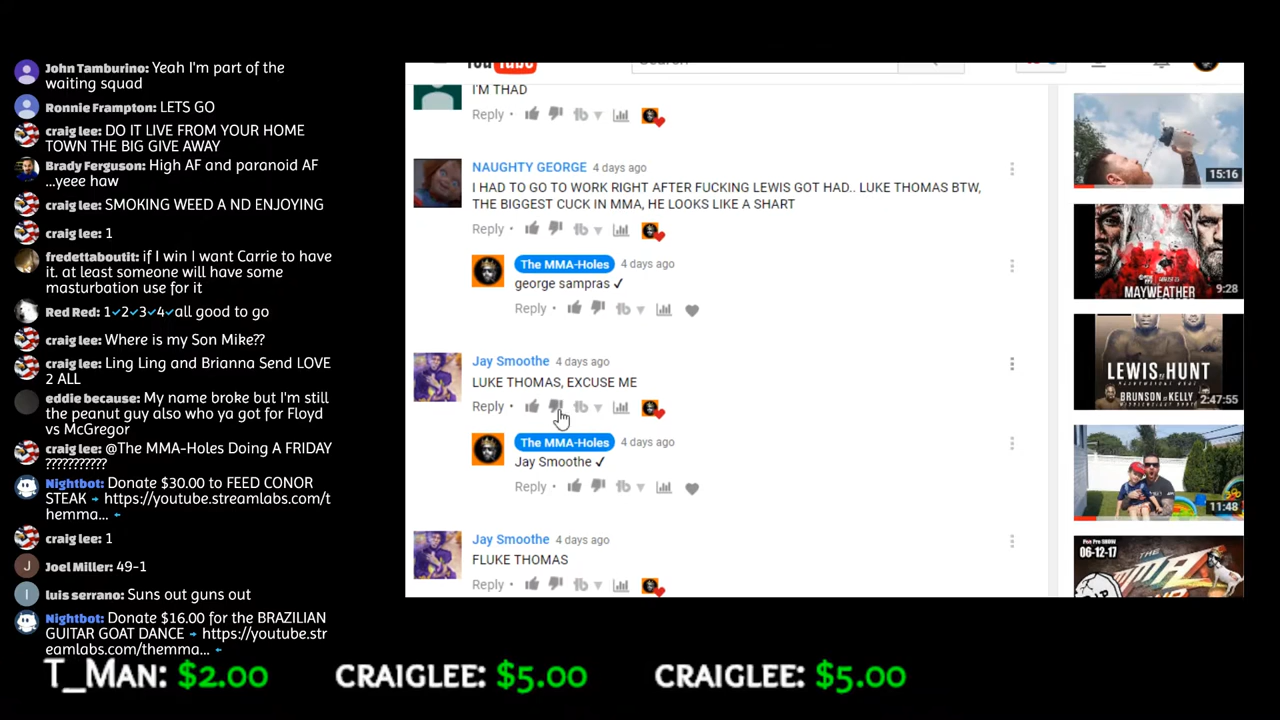 John Tamburino: Yeah I'm part of the
waiting squad
Ronnie Frampton: LETS GO
craig lee: DO IT LIVE FROM YOUR HOME
TOWN THE BIG GIVE AWAY
Brady Ferguson: High AF and paranoid AF
...yeee haw
craig lee: SMOKING WEED A ND ENJOYING
craig lee: 1
fredettaboutit: if I win I want Carrie to have
it. at least someone will have some
masturbation use for it
Red Red: 1✓2✓3✓4✓all good to go
craig lee: Where is my Son Mike??
craig lee: Ling Ling and Brianna Send LOVE
2 ALL
eddie because: My name broke but I'm still
the peanut guy also who ya got for Floyd
vs McGregor
craig lee: @The MMA-Holes Doing A FRIDAY
???????????
Nightbot: Donate $30.00 to FEED CONOR
STEAK → https://youtube.streamlabs.com/t
hemma... ←
craig lee: 1
J
Joel Miller: 49-1
l
luis serrano: Suns out guns out
Nightbot: Donate $16.00 for the BRAZILIAN
GUITAR GOAT DANCE → https://youtube.str
eamlabs.com/themma... ←
I'M THAD
Reply •
NAUGHTY GEORGE 4 days ago
I HAD TO GO TO WORK RIGHT AFTER FUCKING LEWIS GOT HAD.. LUKE THOMAS BTW,
THE BIGGEST CUCK IN MMA, HE LOOKS LIKE A SHART
Reply •
The MMA-Holes 4 days ago
george sampras ✓
Reply •
Jay Smoothe 4 days ago
LUKE THOMAS, EXCUSE ME
Reply •
The MMA-Holes 4 days ago
Jay Smoothe ✓
Reply •
Jay Smoothe 4 days ago
FLUKE THOMAS
Reply •
15:16
MAYWEATHER
9:28
LEWIS HUNT
BRUNSON KELLY
2:47:55
11:48
06-12-17
THE
MMA
T_MAN: $2.00 CRAIGLEE: $5.00 CRAIGLEE: $5.00